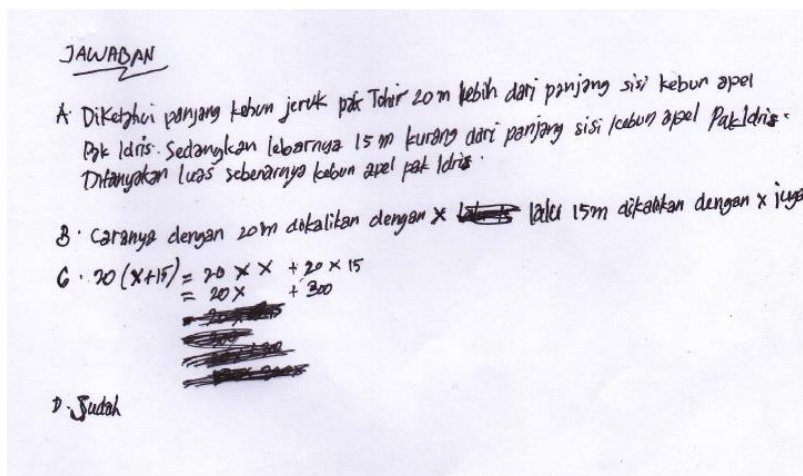 JAWABAN
A. Diketahui panjang kebun jeruk pak Tohir 20 m lebih dari panjang sisi kebun apel
Pak Idris. Sedangkan lebarnya 15 m kurang dari panjang sisi kebun apel Pak Idris.
Ditanyakan luas sebenarnya kebun apel pak Idris.
B. Caranya dengan 20 m dokalikan dengan x lalu 15m dikalikan dengan x juga
C. 20 (x+15) = 20 × x + 20 × 15
= 20x + 300
D. Sudah